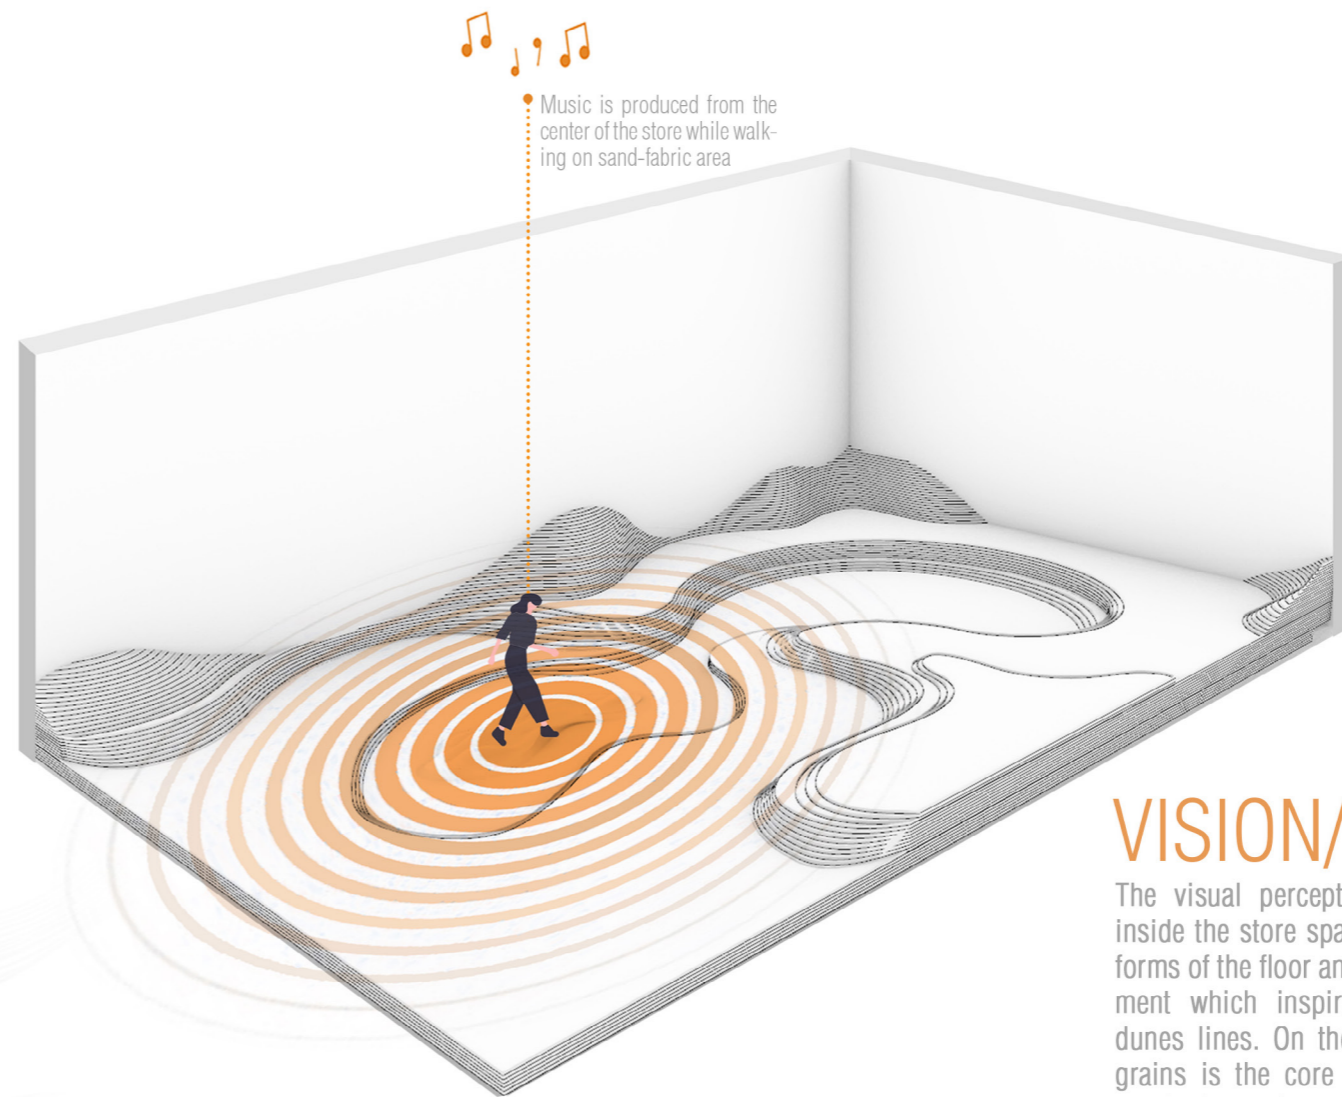 Music is produced from the
center of the store while walk-
ing on sand-fabric area
VISION/
The visual percept
inside the store spa
forms of the floor an
ment which inspir
dunes lines. On the
grains is the core